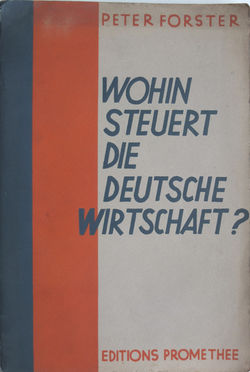 PETER FORSTER
WOHIN
STEUERT
DIE
DEUTSCHE
WIRTSCHAFT?
EDITIONS PROMETHEE